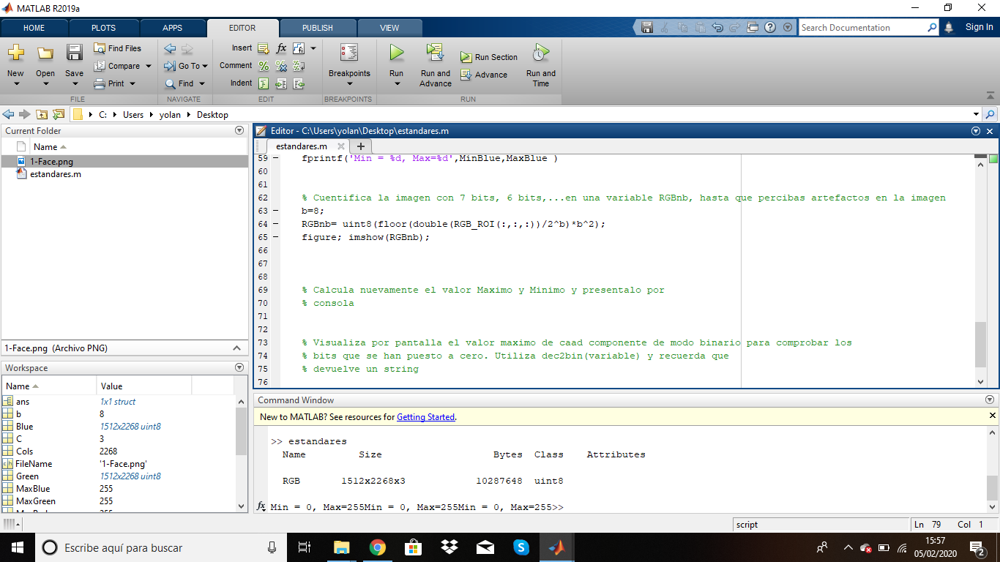 MATLAB R2019a
HOME PLOTS APPS EDITOR PUBLISH VIEW Search Documentation Sign In
New Open Save Find Files Compare Print
FILE
Go To Find
NAVIGATE
Insert fx
Comment
Indent
EDIT
Breakpoints
BREAKPOINTS
Run Run and Advance Run Section Advance Run and Time
RUN
C: Users yolan Desktop
Current Folder
Name
1-Face.png
estandares.m
1-Face.png (Archivo PNG)
Workspace
Name Value
ans 1x1 struct
b 8
Blue 1512x2268 uint8
C 3
Cols 2268
FileName '1-Face.png'
Green 1512x2268 uint8
MaxBlue 255
MaxGreen 255
Editor - C:\Users\yolan\Desktop\estandares.m
estandares.m
59 fprintf('Min = %d, Max=%d',MinBlue,MaxBlue )
60
61
62 % Cuentifica la imagen con 7 bits, 6 bits,...en una variable RGBnb, hasta que percibas artefactos en la imagen
63 b=8;
64 RGBnb= uint8(floor(double(RGB_ROI(:,:,:))/2^b)*b^2);
65 figure; imshow(RGBnb);
66
67
68
69 % Calcula nuevamente el valor Maximo y Minimo y presentalo por
70 % consola
71
72
73 % Visualiza por pantalla el valor maximo de caad componente de modo binario para comprobar los
74 % bits que se han puesto a cero. Utiliza dec2bin(variable) y recuerda que
75 % devuelve un string
76
Command Window
New to MATLAB? See resources for Getting Started.
>> estandares
Name Size Bytes Class Attributes
RGB 1512x2268x3 10287648 uint8
fx Min = 0, Max=255Min = 0, Max=255Min = 0, Max=255>>
script Ln 79 Col 1
Escribe aquí para buscar
15:57
05/02/2020
2